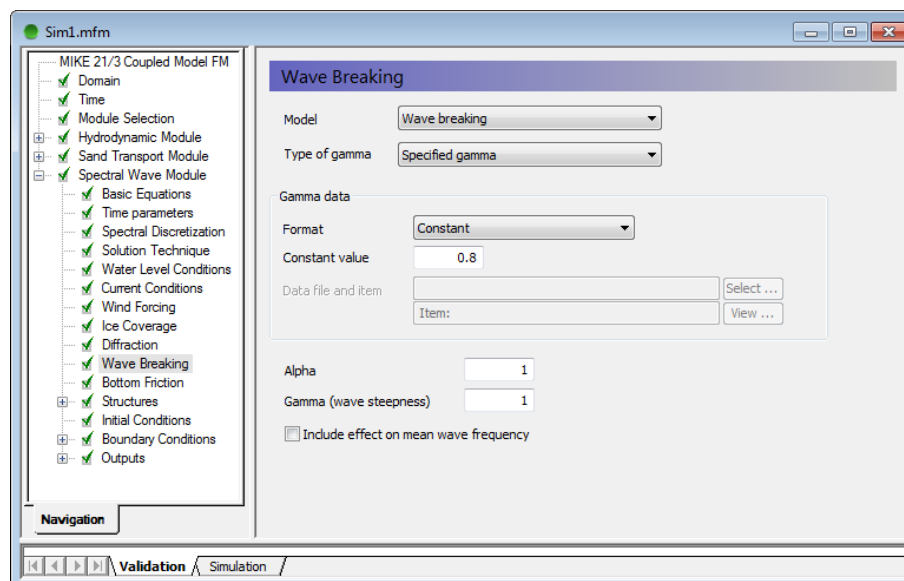 Sim1.mfm
MIKE 21/3 Coupled Model FM
Domain
Time
Module Selection
Hydrodynamic Module
Sand Transport Module
Spectral Wave Module
Basic Equations
Time parameters
Spectral Discretization
Solution Technique
Water Level Conditions
Current Conditions
Wind Forcing
Ice Coverage
Diffraction
Wave Breaking
Bottom Friction
Structures
Initial Conditions
Boundary Conditions
Outputs
Navigation
Wave Breaking
Model Wave breaking
Type of gamma Specified gamma
Gamma data
Format Constant
Constant value 0.8
Data file and item Select ...
Item: View ...
Alpha 1
Gamma (wave steepness) 1
Include effect on mean wave frequency
Validation Simulation